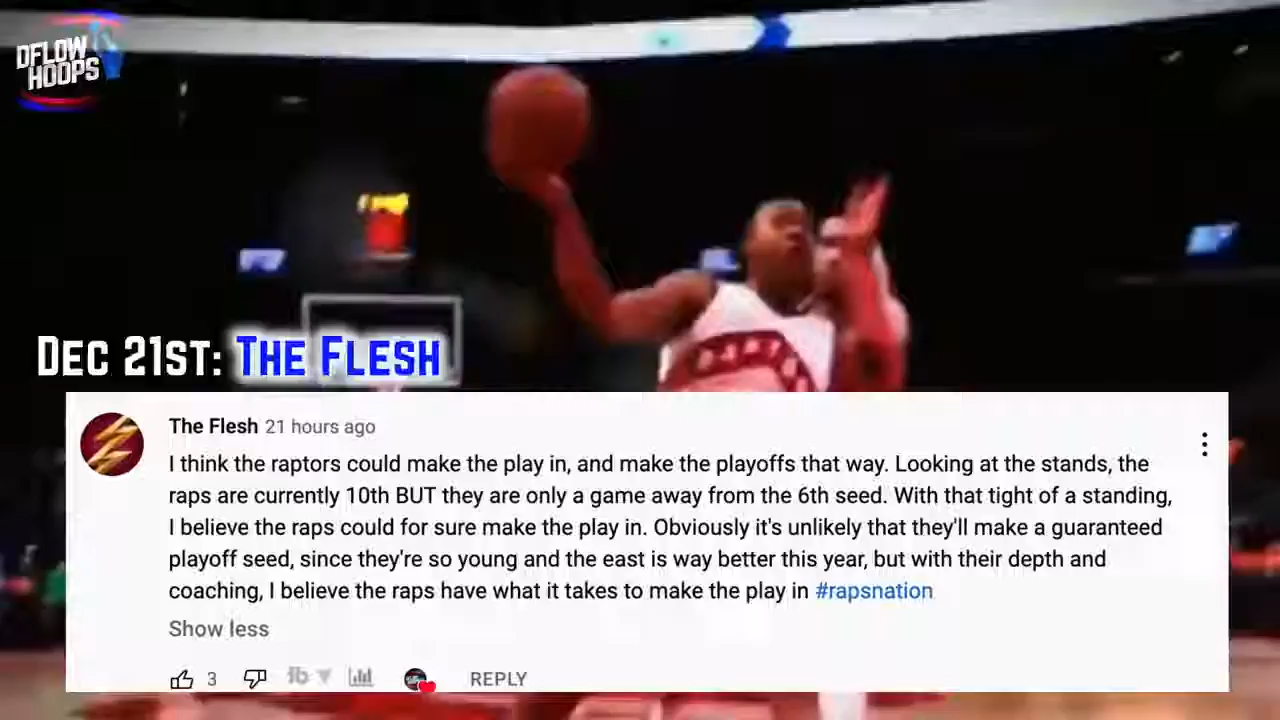 DFLOW
HOOPS
DEC 21ST: THE FLESH
The Flesh 21 hours ago
I think the raptors could make the play in, and make the playoffs that way. Looking at the stands, the
raps are currently 10th BUT they are only a game away from the 6th seed. With that tight of a standing,
I believe the raps could for sure make the play in. Obviously it's unlikely that they'll make a guaranteed
playoff seed, since they're so young and the east is way better this year, but with their depth and
coaching, I believe the raps have what it takes to make the play in #rapsnation
Show less
3
REPLY